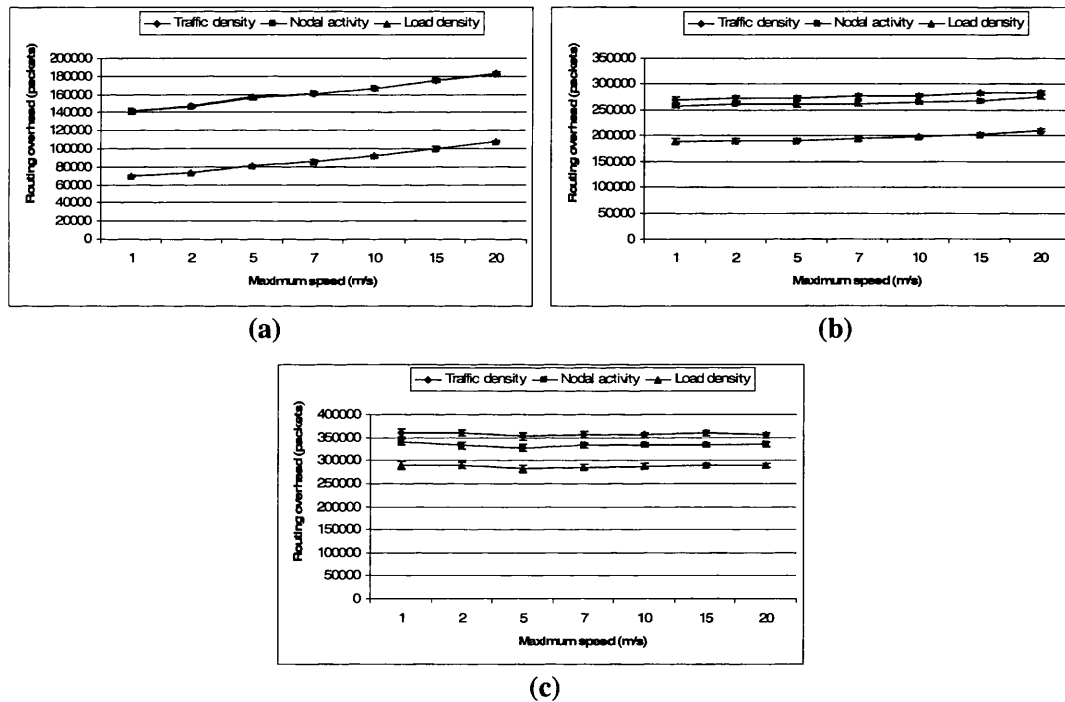 Traffic density Nodal activity Load density
Routing overhead (packets)
200000
180000
160000
140000
120000
100000
80000
60000
40000
20000
0
1 2 5 7 10 15 20
Maximum speed (m/s)
(a)
Traffic density Nodal activity Load density
Routing overhead (packets)
350000
300000
250000
200000
150000
100000
50000
0
1 2 5 7 10 15 20
Maximum speed (m/s)
(b)
Traffic density Nodal activity Load density
Routing overhead (packets)
400000
350000
300000
250000
200000
150000
100000
50000
0
1 2 5 7 10 15 20
Maximum speed (m/s)
(c)